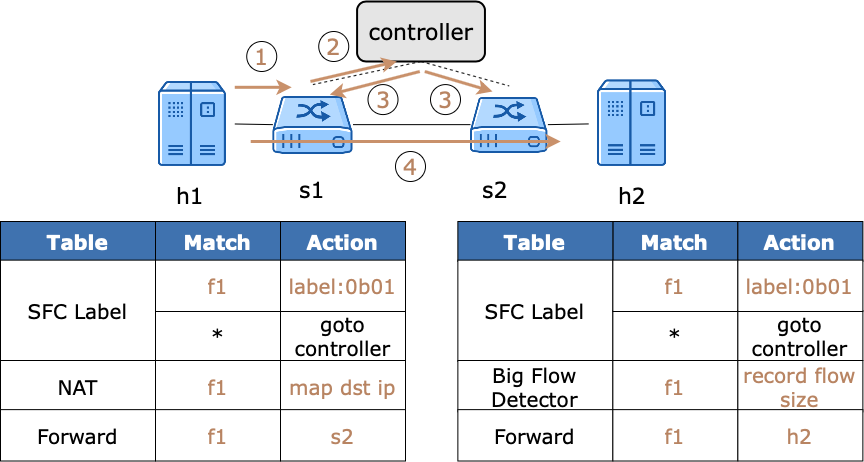 controller
1
2
3
3
4
h1
s1
s2
h2
Table Match Action
SFC Label
f1 label:0b01
* goto
controller
NAT f1 map dst ip
Forward f1 s2
Table Match Action
SFC Label
f1 label:0b01
* goto
controller
Big Flow
Detector
f1
record flow
size
Forward f1 h2